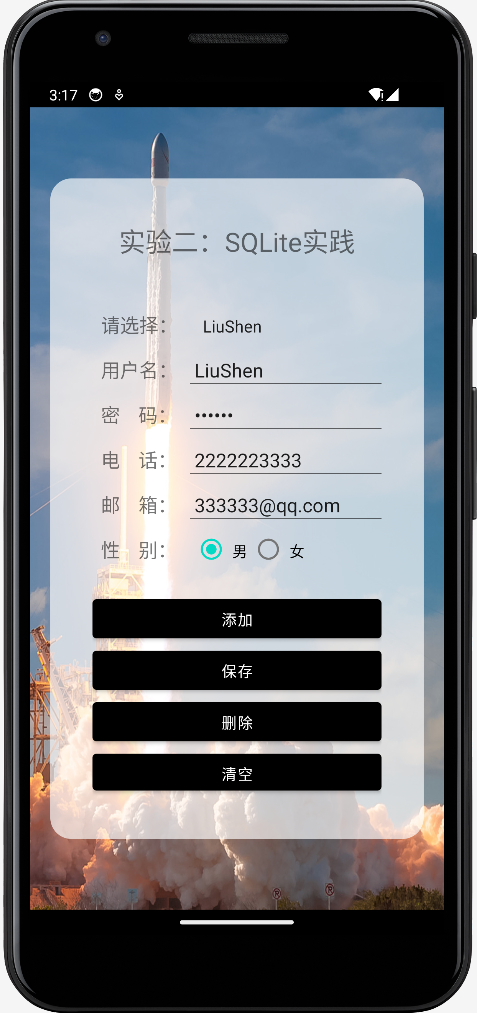 3:17
实验二：SQLite实践
请选择： LiuShen
用户名： LiuShen
密 码： ••••••
电 话： 2222223333
邮 箱： 333333@qq.com
性 别： 男 女
添加
保存
删除
清空